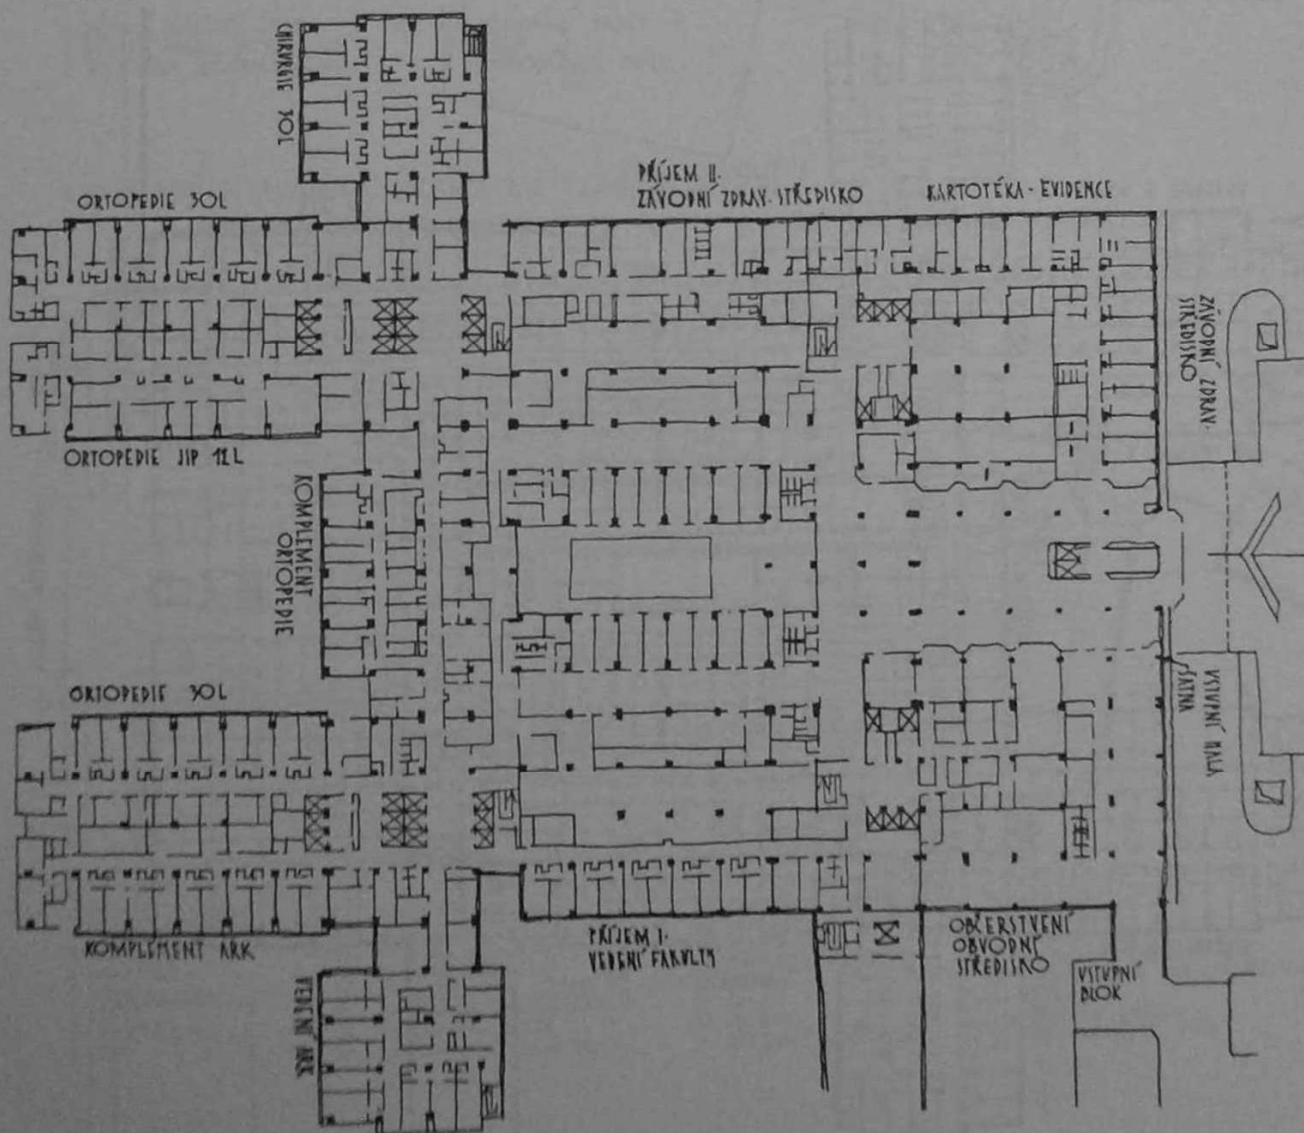 CHIRURGIE 30L
ORTOPEDIE 30L
PŘÍJEM II.
ZÁVODNÍ ZDRAV. STŘEDISKO
KARTOTÉKA - EVIDENCE
ZÁVODNÍ ZDRAV.
STŘEDISKO
ORTOPEDIE JIP 12L
KOMPLEMENT
ORTOPEDIE
ORTOPEDIE 30L
VSTUPNÍ HALA
ŠATNA
KOMPLEMENT ARK
PŘÍJEM I.
VEDENÍ FAKULTY
OBČERSTVENÍ
OBVODNÍ
STŘEDISKO
VSTUPNÍ
BLOK
VEDENÍ ARK